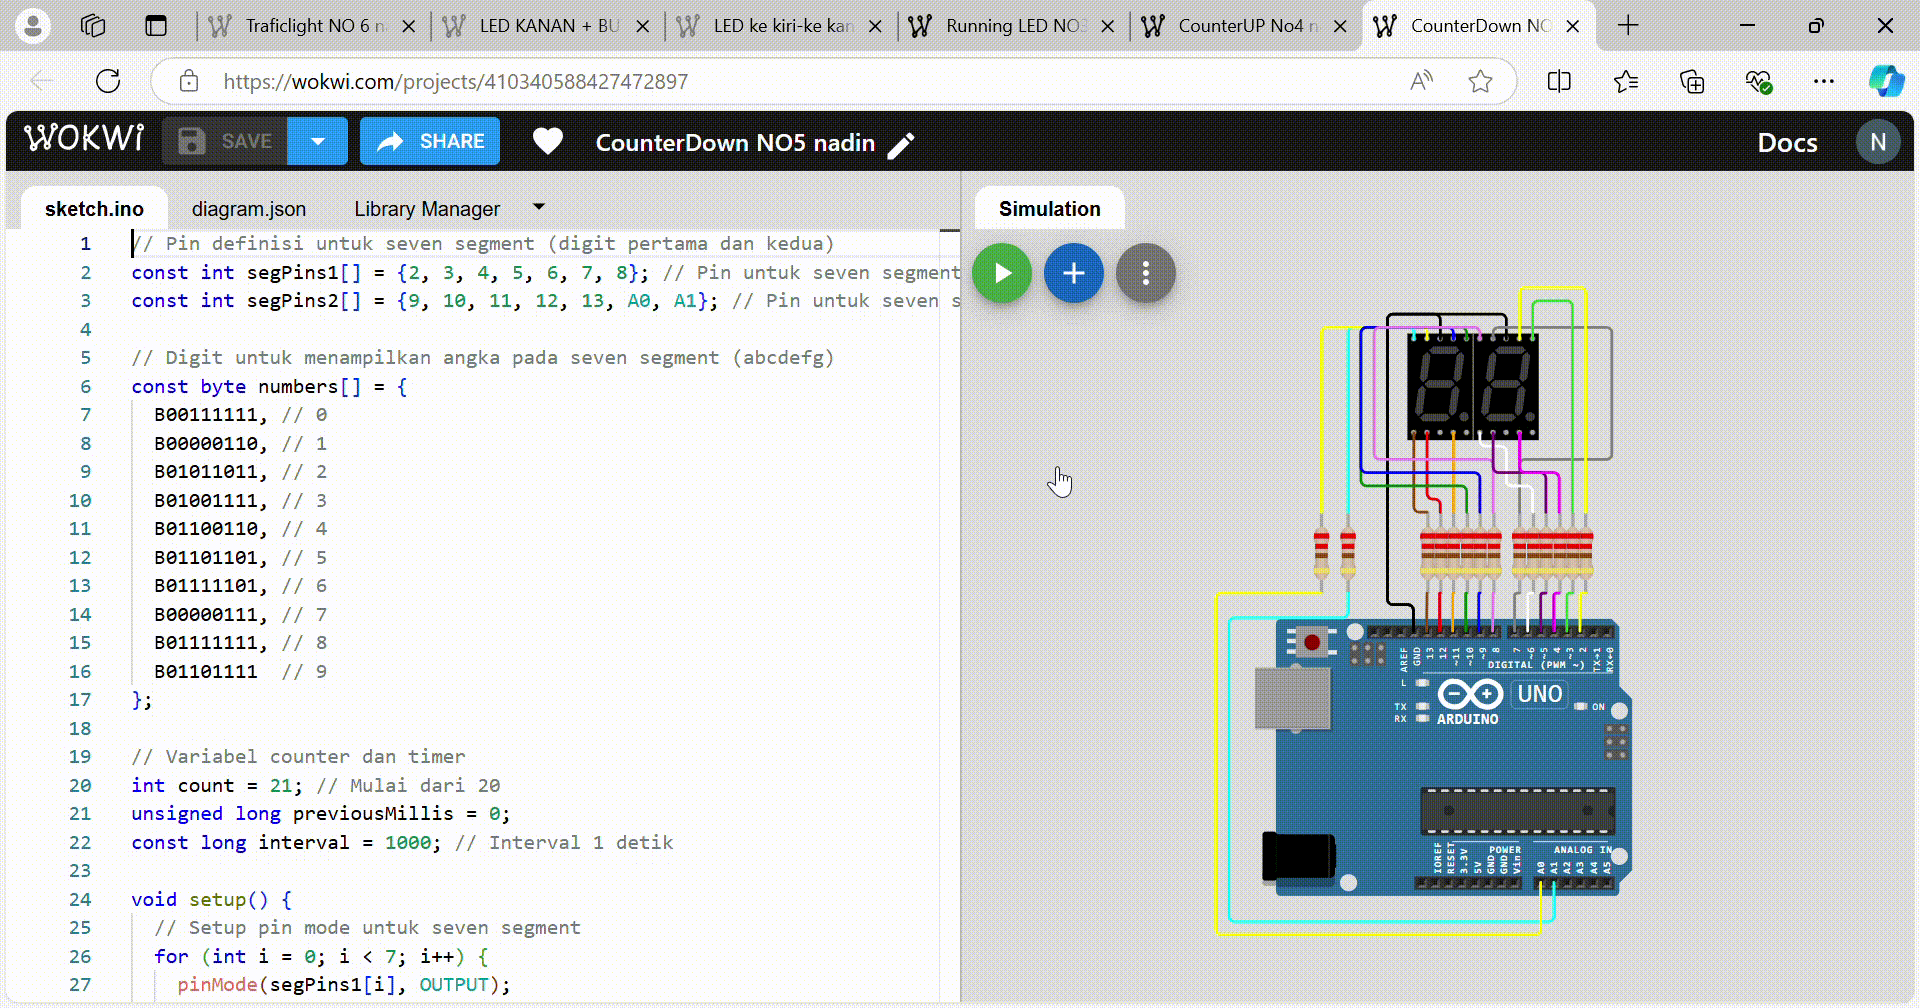 Traficlight NO 6 n
LED KANAN + BU
LED ke kiri-ke kan
Running LED NO3
CounterUP No4 n
CounterDown NO
https://wokwi.com/projects/410340588427472897
WOKWi
SAVE
SHARE
CounterDown NO5 nadin
Docs
N
sketch.ino
diagram.json
Library Manager
Simulation
1 // Pin definisi untuk seven segment (digit pertama dan kedua)
2 const int segPins1[] = {2, 3, 4, 5, 6, 7, 8}; // Pin untuk seven segment
3 const int segPins2[] = {9, 10, 11, 12, 13, A0, A1}; // Pin untuk seven s
4
5 // Digit untuk menampilkan angka pada seven segment (abcdefg)
6 const byte numbers[] = {
7 B00111111, // 0
8 B00000110, // 1
9 B01011011, // 2
10 B01001111, // 3
11 B01100110, // 4
12 B01101101, // 5
13 B01111101, // 6
14 B00000111, // 7
15 B01111111, // 8
16 B01101111 // 9
17 };
18
19 // Variabel counter dan timer
20 int count = 21; // Mulai dari 20
21 unsigned long previousMillis = 0;
22 const long interval = 1000; // Interval 1 detik
23
24 void setup() {
25 // Setup pin mode untuk seven segment
26 for (int i = 0; i < 7; i++) {
27 pinMode(segPins1[i], OUTPUT);
AREF
GND
13
12
~11
~10
~9
8
7
~6
~5
4
~3
2
TX→1
RX←0
DIGITAL (PWM ~)
L
TX
RX
ARDUINO
UNO
ON
IOREF
RESET
3.3V
5V
GND
GND
Vin
POWER
ANALOG IN
A0
A1
A2
A3
A4
A5